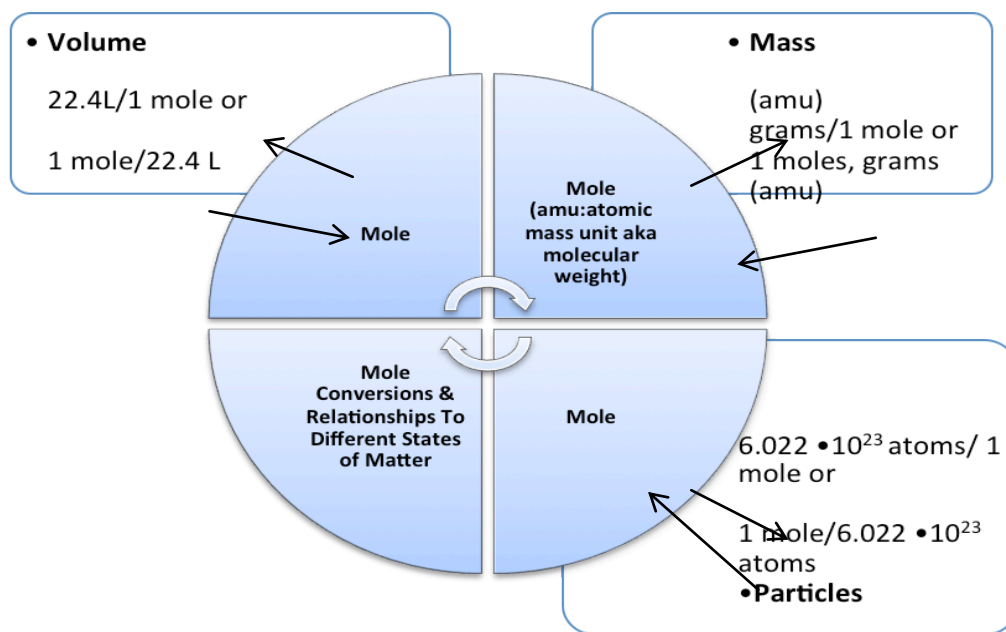 • Volume
22.4L/1 mole or
1 mole/22.4 L
• Mass
(amu)
grams/1 mole or
1 moles, grams
(amu)
Mole
Mole
(amu:atomic
mass unit aka
molecular
weight)
Mole
Conversions &
Relationships To
Different States
of Matter
Mole
6.022 •10²³ atoms/ 1
mole or
1 mole/6.022 •10²³
atoms
•Particles